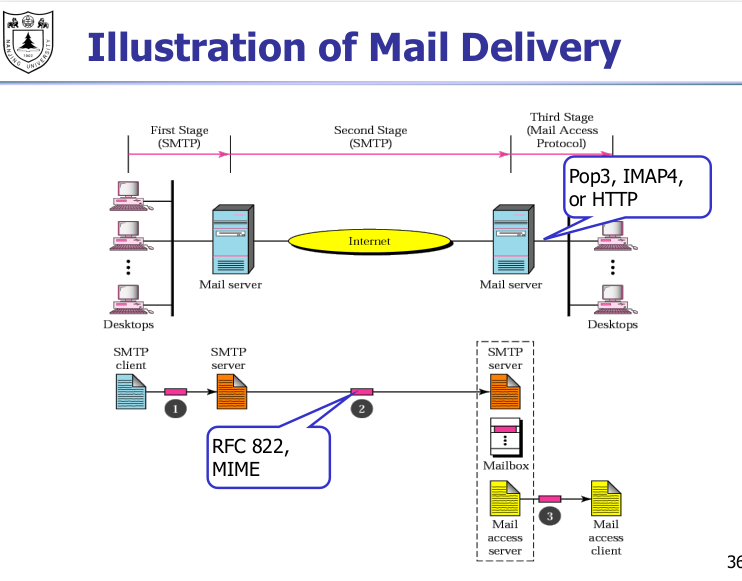 NANJING UNIVERSITY
1902
Illustration of Mail Delivery
First Stage
(SMTP)
Second Stage
(SMTP)
Third Stage
(Mail Access
Protocol)
Pop3, IMAP4,
or HTTP
Internet
Mail server
Mail server
Desktops
Desktops
SMTP
client
SMTP
server
SMTP
server
1
2
RFC 822,
MIME
Mailbox
3
Mail
access
server
Mail
access
client
36